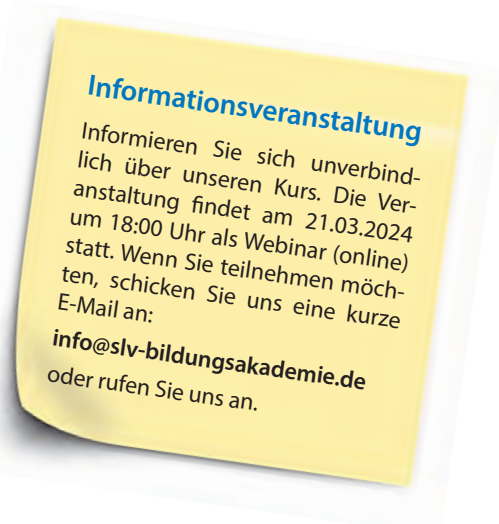 Informationsveranstaltung
Informieren Sie sich unverbind-
lich über unseren Kurs. Die Ver-
anstaltung findet am 21.03.2024
um 18:00 Uhr als Webinar (online)
statt. Wenn Sie teilnehmen möch-
ten, schicken Sie uns eine kurze
E-Mail an:
info@slv-bildungsakademie.de
oder rufen Sie uns an.